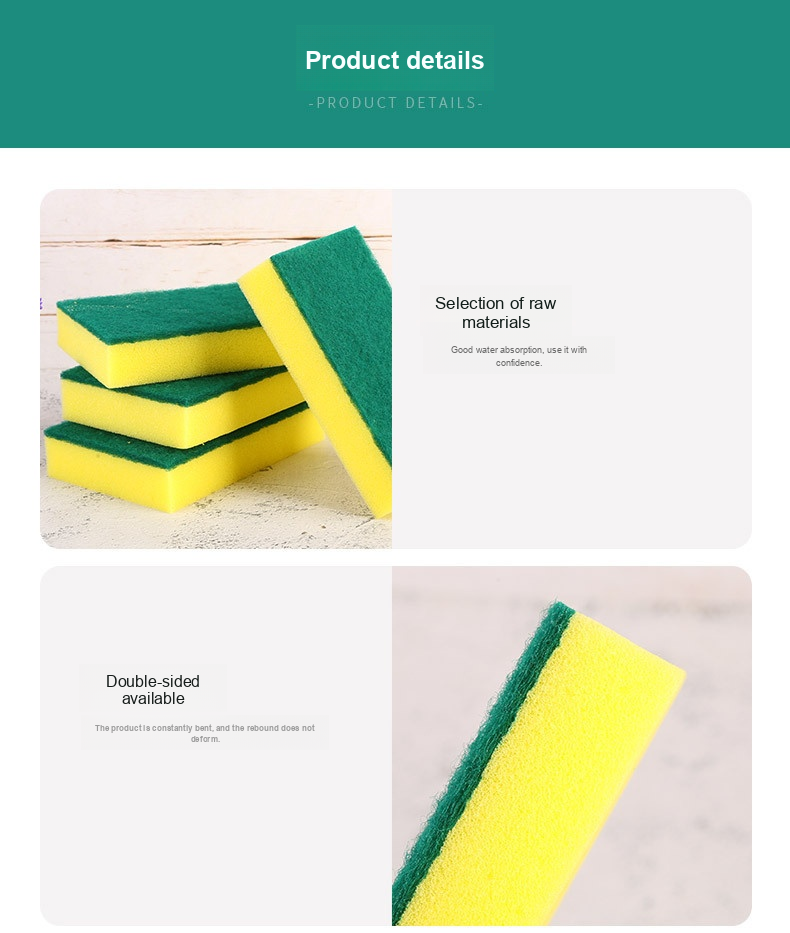 Product details
-PRODUCT DETAILS-
Selection of raw
materials
Good water absorption, use it with
confidence.
Double-sided
available
The product is constantly bent, and the rebound does not
deform.